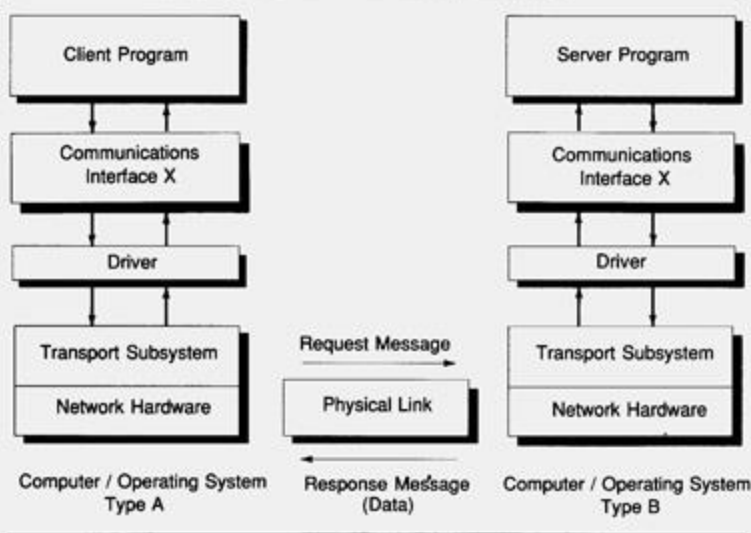 Client Program
Communications
Interface X
Driver
Transport Subsystem
Network Hardware
Computer / Operating System
Type A
Request Message
Physical Link
Response Message
(Data)
Server Program
Communications
Interface X
Driver
Transport Subsystem
Network Hardware
Computer / Operating System
Type B